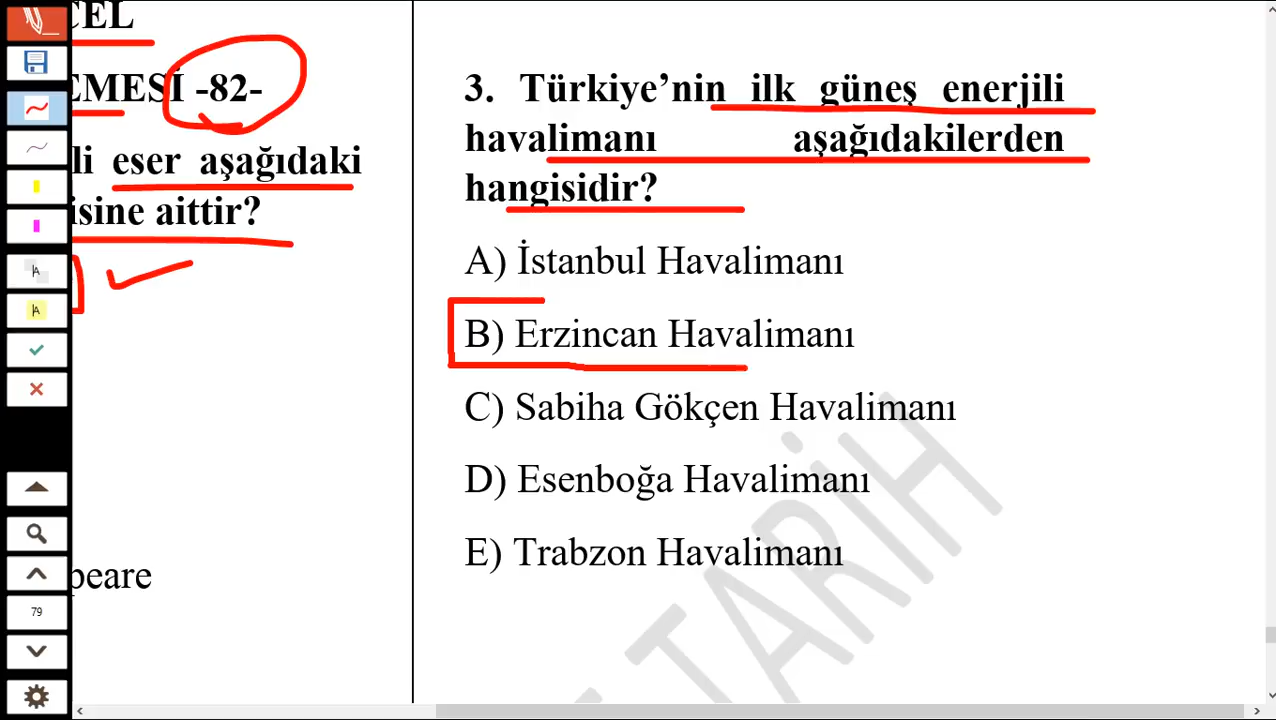 CEL
EMESİ -82-
li eser aşağıdaki
isine aittir?
peare
3. Türkiye’nin ilk güneş enerjili
havalimanı aşağıdakilerden
hangisidir?
A) İstanbul Havalimanı
B) Erzincan Havalimanı
C) Sabiha Gökçen Havalimanı
D) Esenboğa Havalimanı
E) Trabzon Havalimanı
TARİH
79